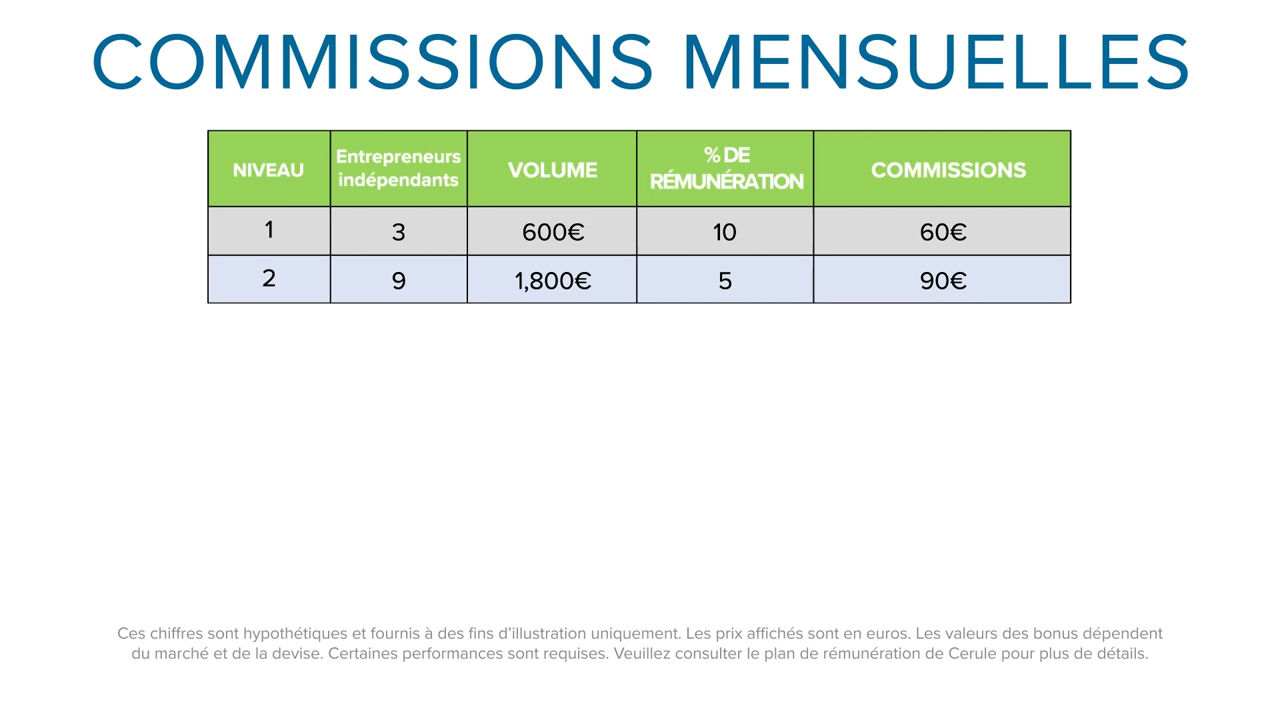 COMMISSIONS MENSUELLES
NIVEAU
Entrepreneurs
indépendants
VOLUME
% DE
RÉMUNÉRATION
COMMISSIONS
1 3 600€ 10 60€
2 9 1,800€ 5 90€
Ces chiffres sont hypothétiques et fournis à des fins d'illustration uniquement. Les prix affichés sont en euros. Les valeurs des bonus dépendent
du marché et de la devise. Certaines performances sont requises. Veuillez consulter le plan de rémunération de Cerule pour plus de détails.